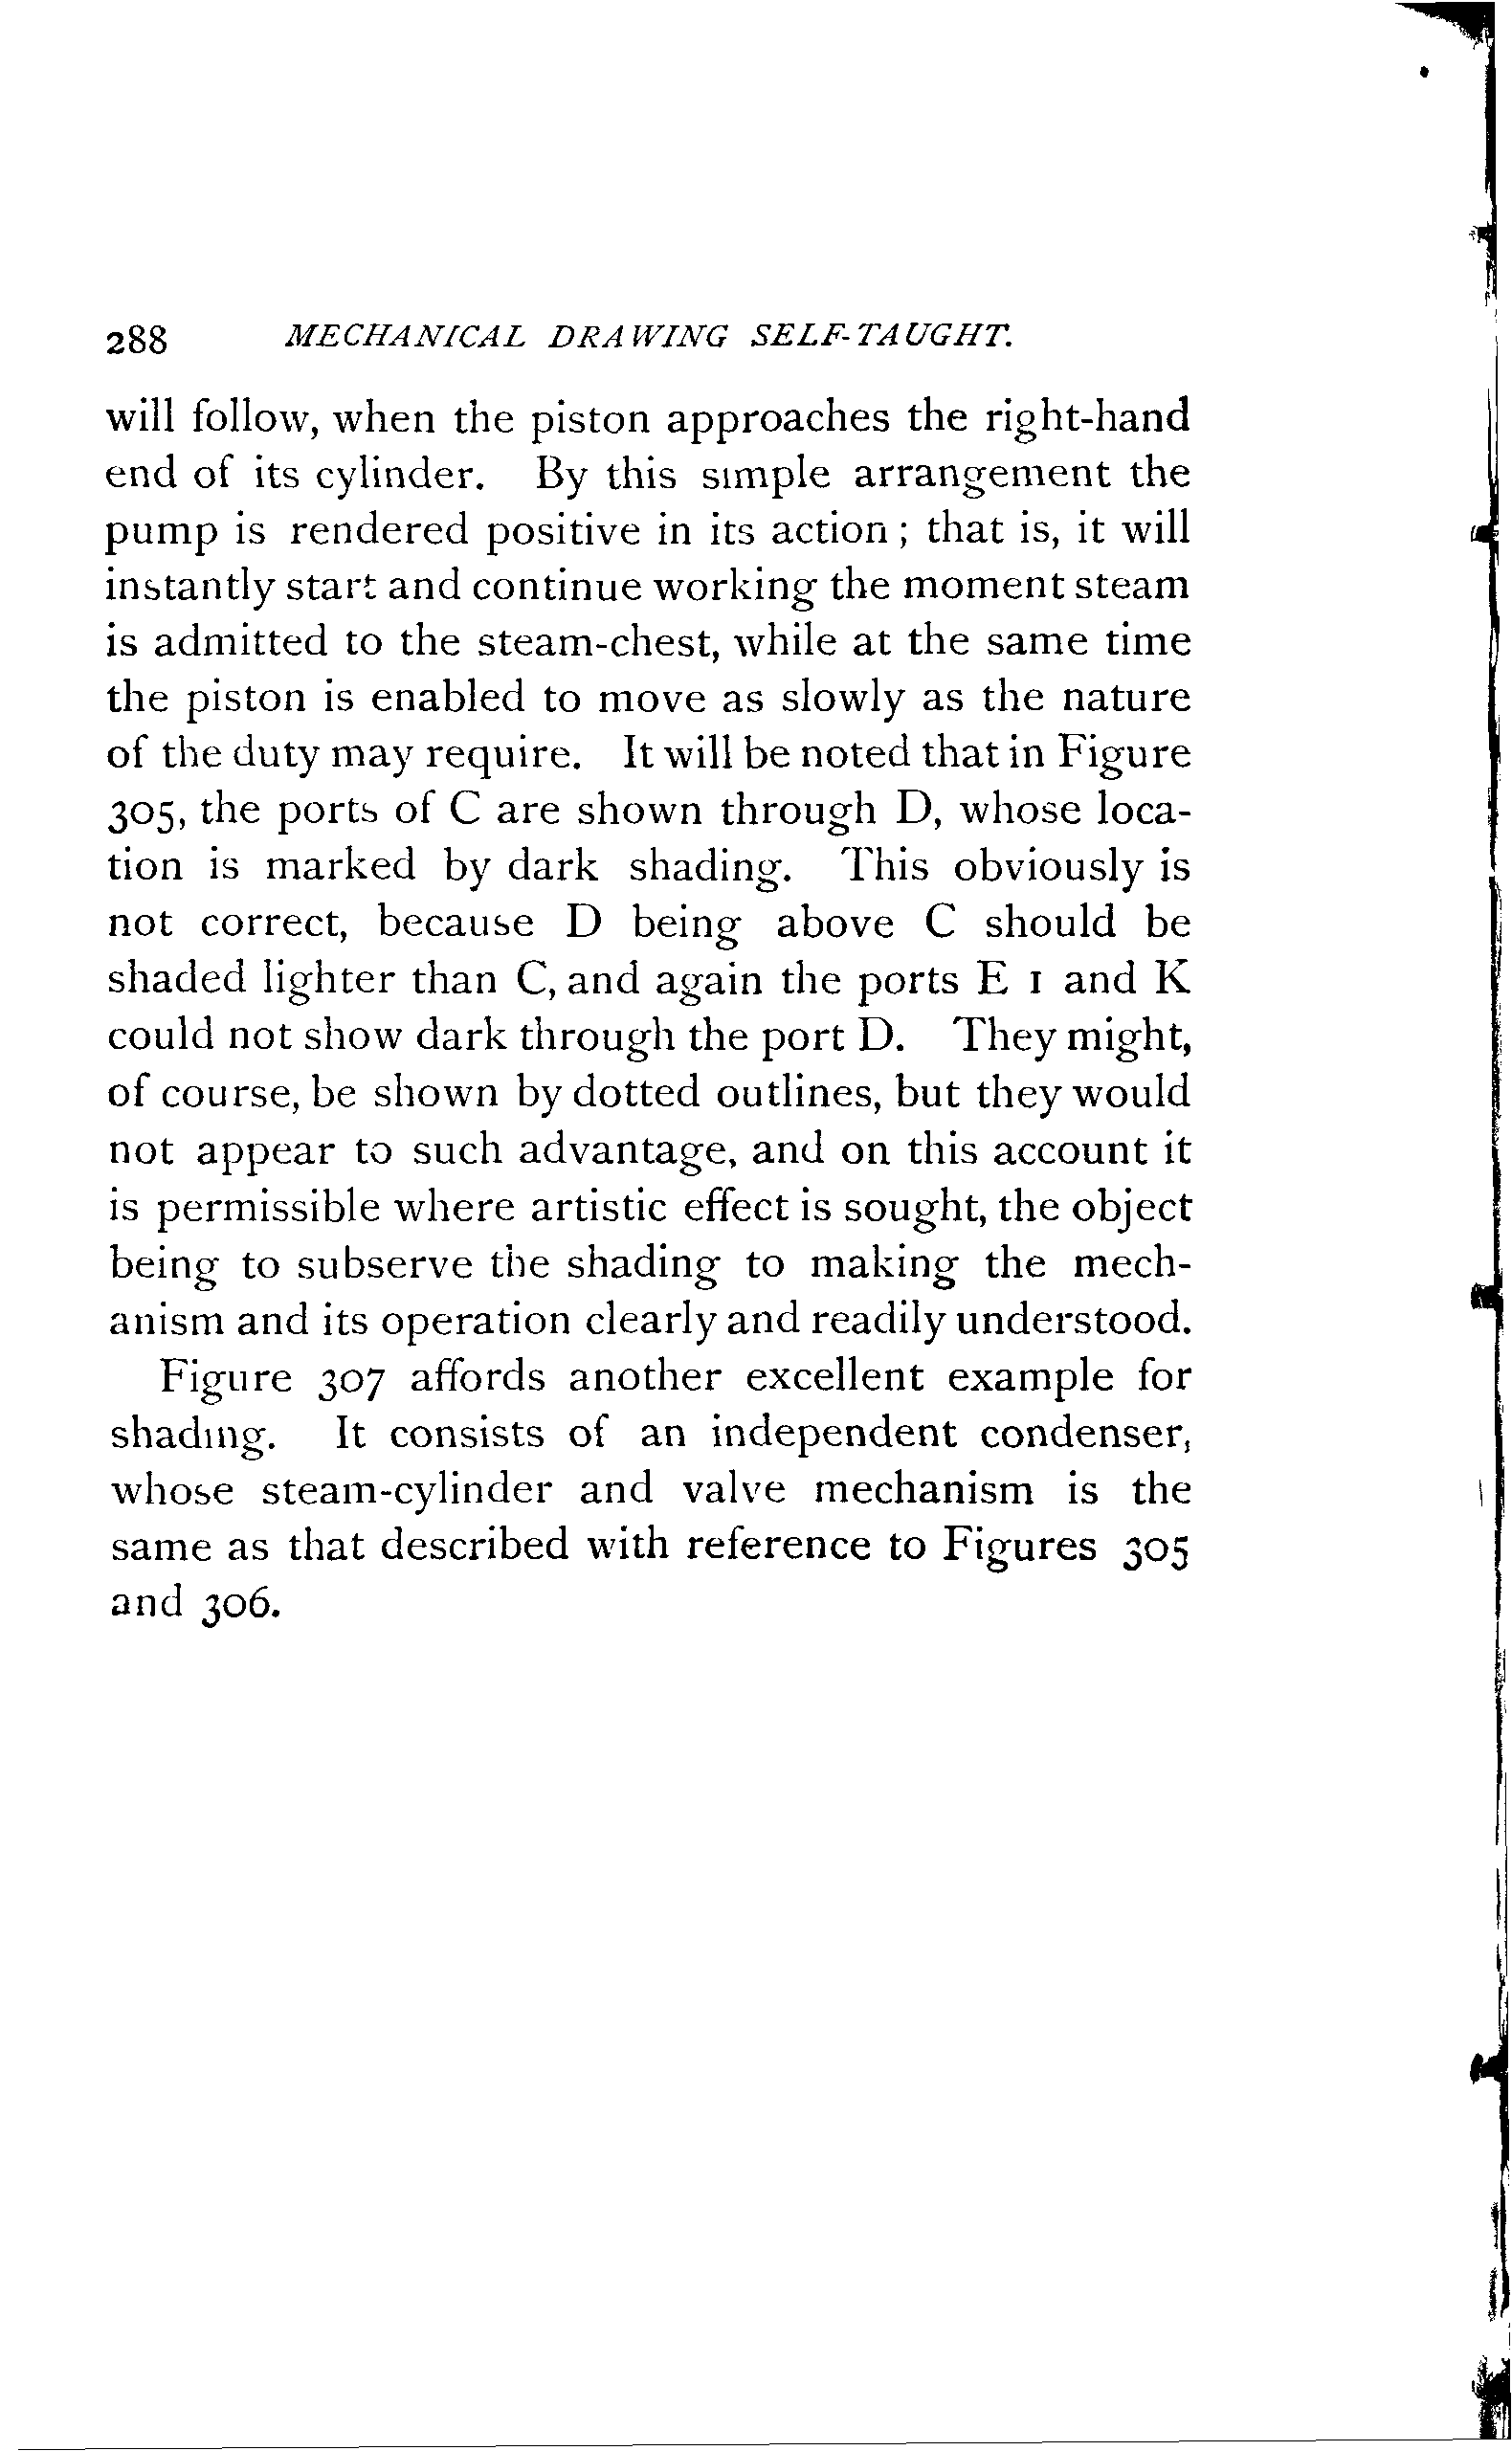 288 MECHANICAL DRAWING SELF-TAUGHT.
will follow, when the piston approaches the right-hand
end of its cylinder. By this simple arrangement the
pump is rendered positive in its action; that is, it will
instantly start and continue working the moment steam
is admitted to the steam-chest, while at the same time
the piston is enabled to move as slowly as the nature
of the duty may require. It will be noted that in Figure
305, the ports of C are shown through D, whose loca-
tion is marked by dark shading. This obviously is
not correct, because D being above C should be
shaded lighter than C, and again the ports E 1 and K
could not show dark through the port D. They might,
of course, be shown by dotted outlines, but they would
not appear to such advantage, and on this account it
is permissible where artistic effect is sought, the object
being to subserve the shading to making the mech-
anism and its operation clearly and readily understood.
Figure 307 affords another excellent example for
shading. It consists of an independent condenser,
whose steam-cylinder and valve mechanism is the
same as that described with reference to Figures 305
and 306.